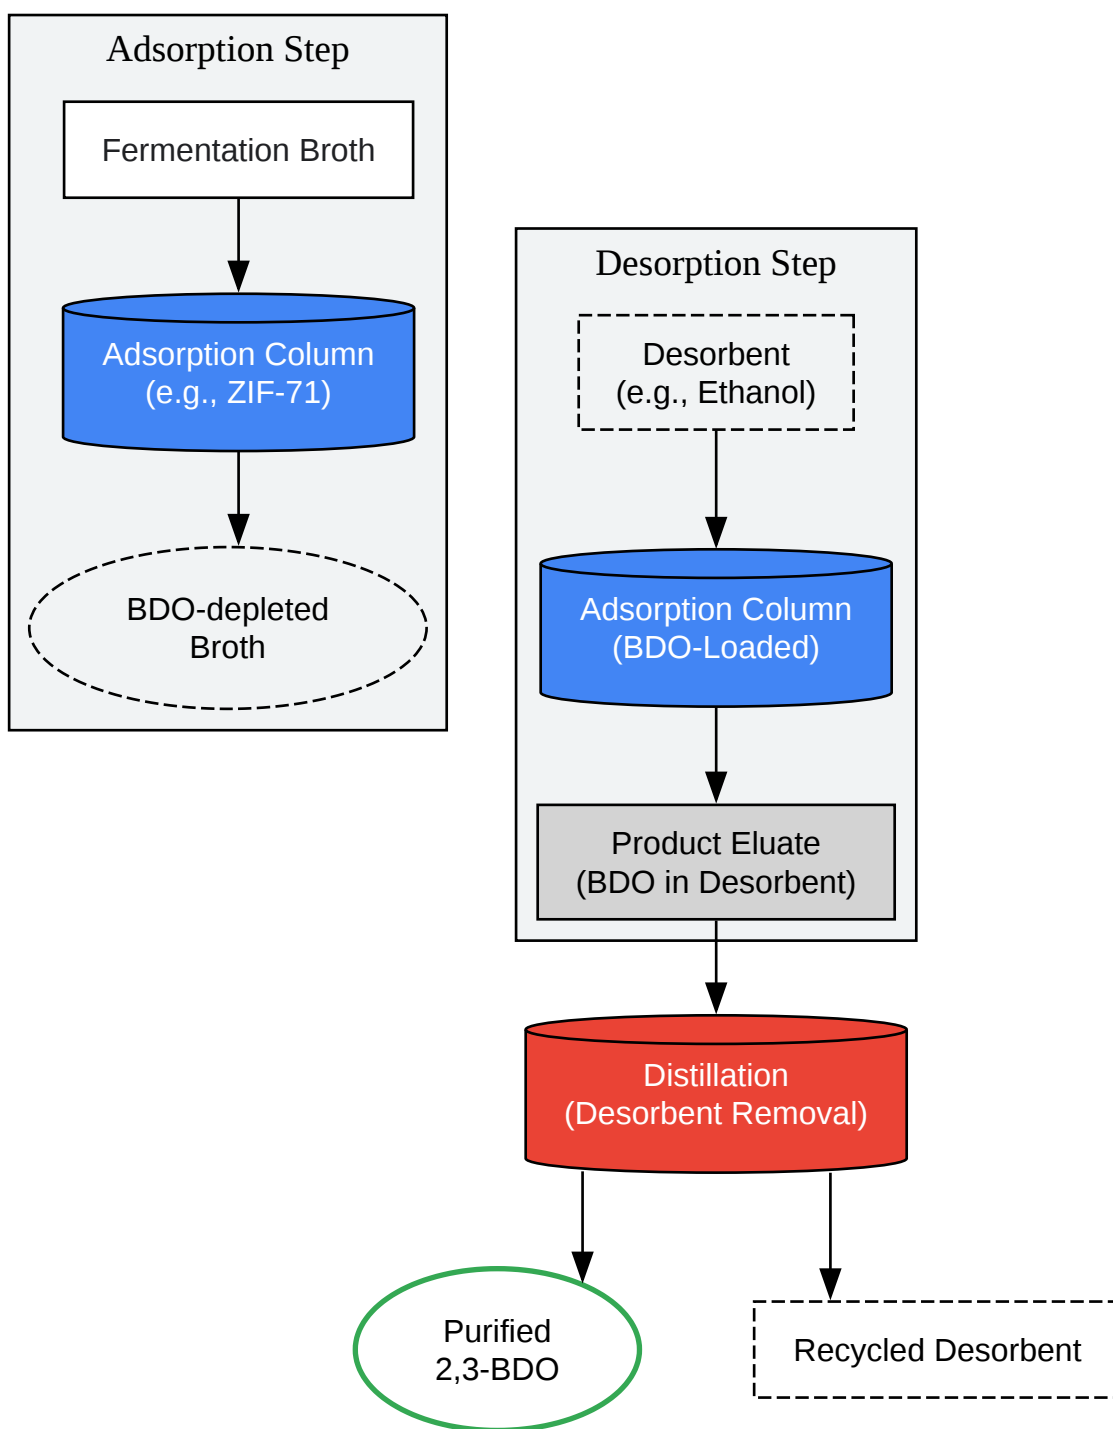 Adsorption Step
Fermentation Broth
Adsorption Column
(e.g., ZIF-71)
BDO-depleted
Broth
Desorption Step
Desorbent
(e.g., Ethanol)
Adsorption Column
(BDO-Loaded)
Product Eluate
(BDO in Desorbent)
Distillation
(Desorbent Removal)
Purified
2,3-BDO
Recycled Desorbent